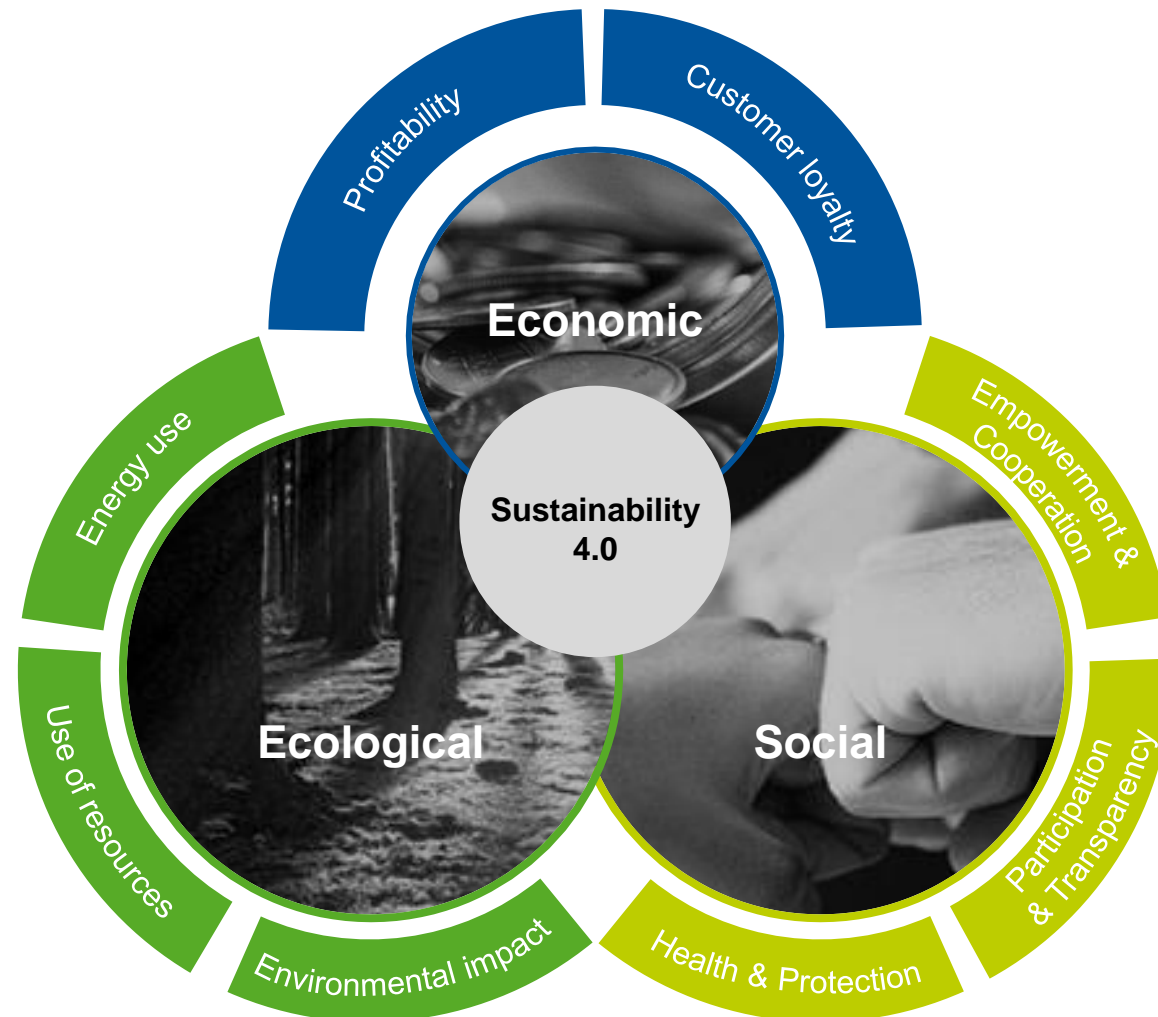 Profitability
Customer loyalty
Economic
Energy use
Empowerment &
Cooperation
Sustainability
4.0
Ecological
Social
Use of resources
Participation
& Transparency
Environmental impact
Health & Protection